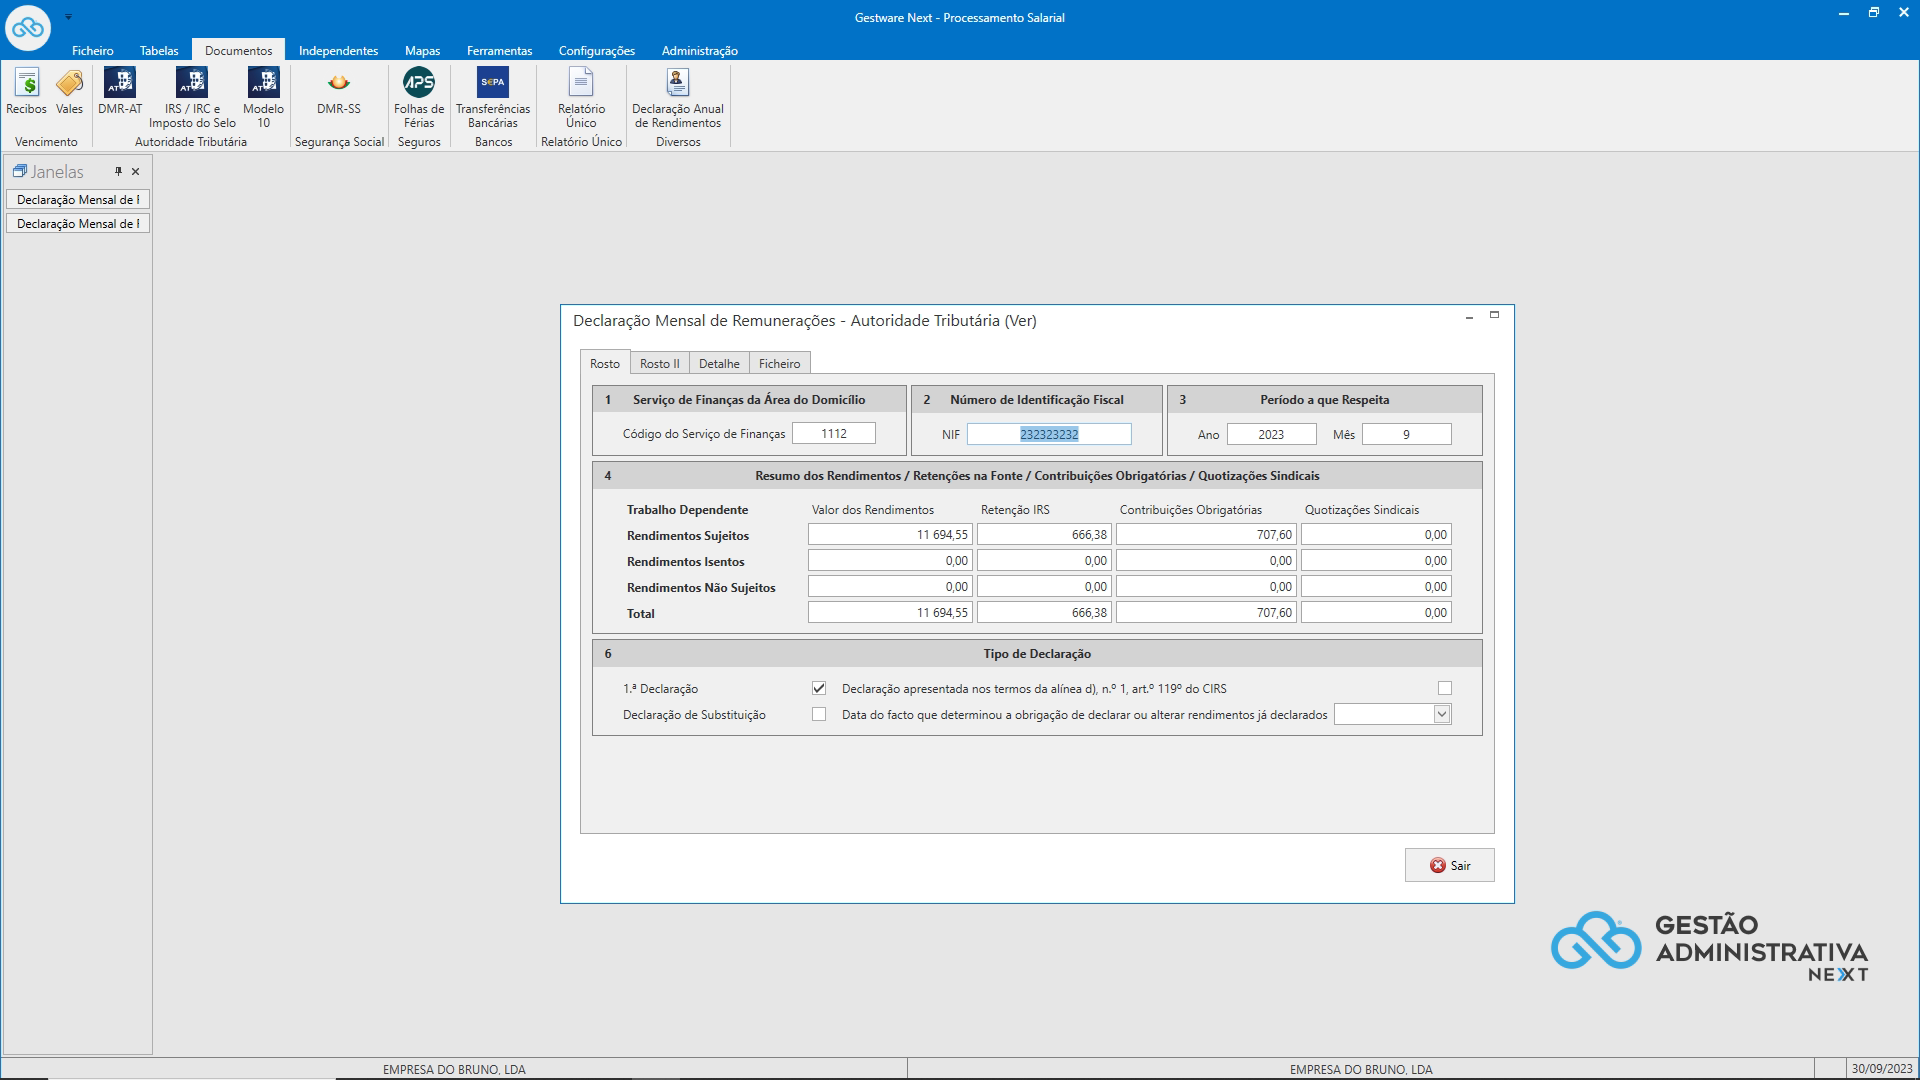 Gestware Next - Processamento Salarial
Ficheiro Tabelas Documentos Independentes Mapas Ferramentas Configurações Administração
Recibos Vales DMR-AT IRS / IRC e Imposto do Selo Modelo 10 DMR-SS Folhas de Férias Transferências Bancárias Relatório Único Declaração Anual de Rendimentos
AT AT AT APS S€PA
Vencimento Autoridade Tributária Segurança Social Seguros Bancos Relatório Único Diversos
Janelas
Declaração Mensal de
Declaração Mensal de
Declaração Mensal de Remunerações - Autoridade Tributária (Ver)
Rosto Rosto II Detalhe Ficheiro
1 Serviço de Finanças da Área do Domicílio 2 Número de Identificação Fiscal 3 Período a que Respeita
Código do Serviço de Finanças 1112 NIF 232323232 Ano 2023 Mês 9
4 Resumo dos Rendimentos / Retenções na Fonte / Contribuições Obrigatórias / Quotizações Sindicais
Trabalho Dependente Valor dos Rendimentos Retenção IRS Contribuições Obrigatórias Quotizações Sindicais
Rendimentos Sujeitos 11 694,55 666,38 707,60 0,00
Rendimentos Isentos 0,00 0,00 0,00 0,00
Rendimentos Não Sujeitos 0,00 0,00 0,00 0,00
Total 11 694,55 666,38 707,60 0,00
6 Tipo de Declaração
1.ª Declaração Declaração apresentada nos termos da alínea d), n.º 1, art.º 119º do CIRS
Declaração de Substituição Data do facto que determinou a obrigação de declarar ou alterar rendimentos já declarados
Sair
GESTÃO
ADMINISTRATIVA
NEXT
EMPRESA DO BRUNO, LDA EMPRESA DO BRUNO, LDA 30/09/2023